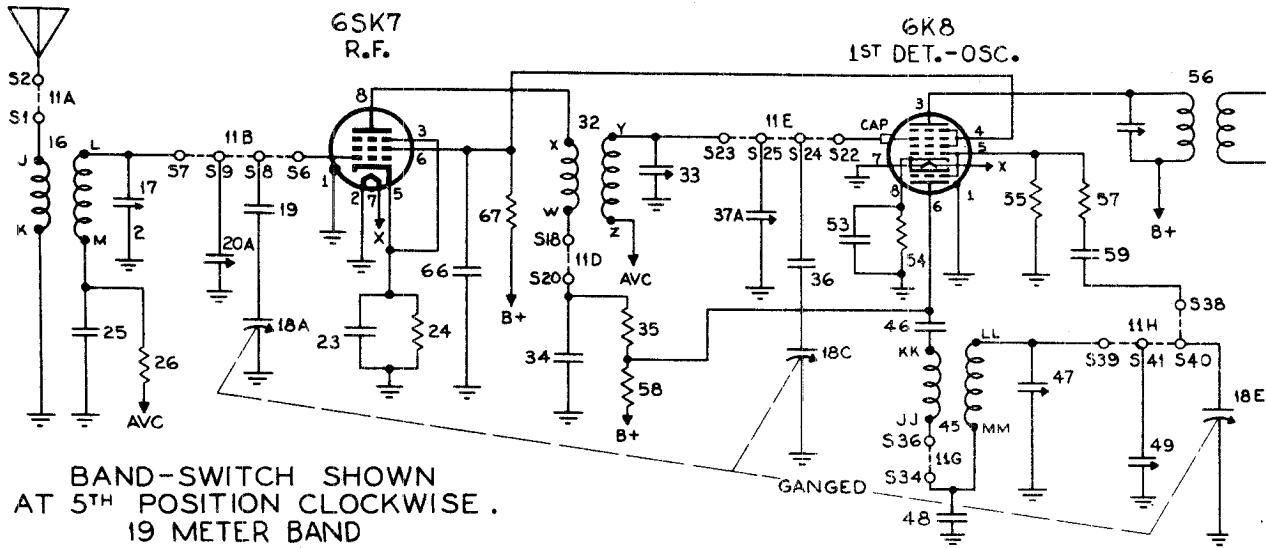 6SK7
R.F.
6K8
1ST DET.-OSC.
56
S2
11A
S1
16
J
L
K
M
17
2
25
26
AVC
S7
11B
S9
S8
S6
19
20A
18A
8
3
6
1
2
7
5
X
23
24
66
67
B+
32
X
Y
W
Z
S18
11D
S20
AVC
33
34
35
58
B+
S23
11E
S25
S24
S22
37A
36
18C
CAP
3
4
5
7
X
8
6
1
53
54
55
57
59
B+
46
KK
LL
JJ
45
MM
S36
11G
S34
48
47
S38
11H
S39
S41
S40
49
18E
GANGED
BAND-SWITCH SHOWN
AT 5TH POSITION CLOCKWISE.
19 METER BAND